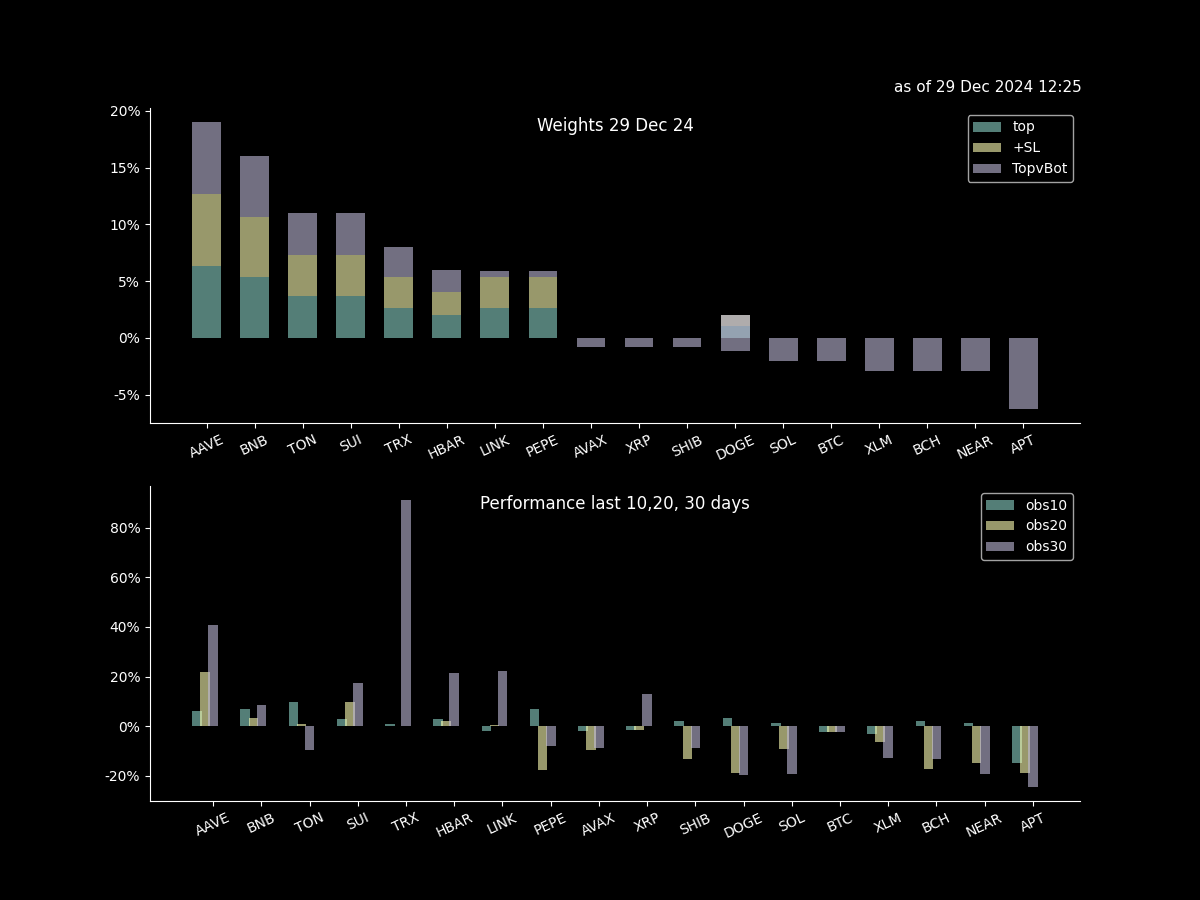 as of 29 Dec 2024 12:25
Weights 29 Dec 24
top
+SL
TopvBot
20%
15%
10%
5%
0%
-5%
AAVE BNB TON SUI TRX HBAR LINK PEPE AVAX XRP SHIB DOGE SOL BTC XLM BCH NEAR APT
Performance last 10,20, 30 days
obs10
obs20
obs30
80%
60%
40%
20%
0%
-20%
AAVE BNB TON SUI TRX HBAR LINK PEPE AVAX XRP SHIB DOGE SOL BTC XLM BCH NEAR APT